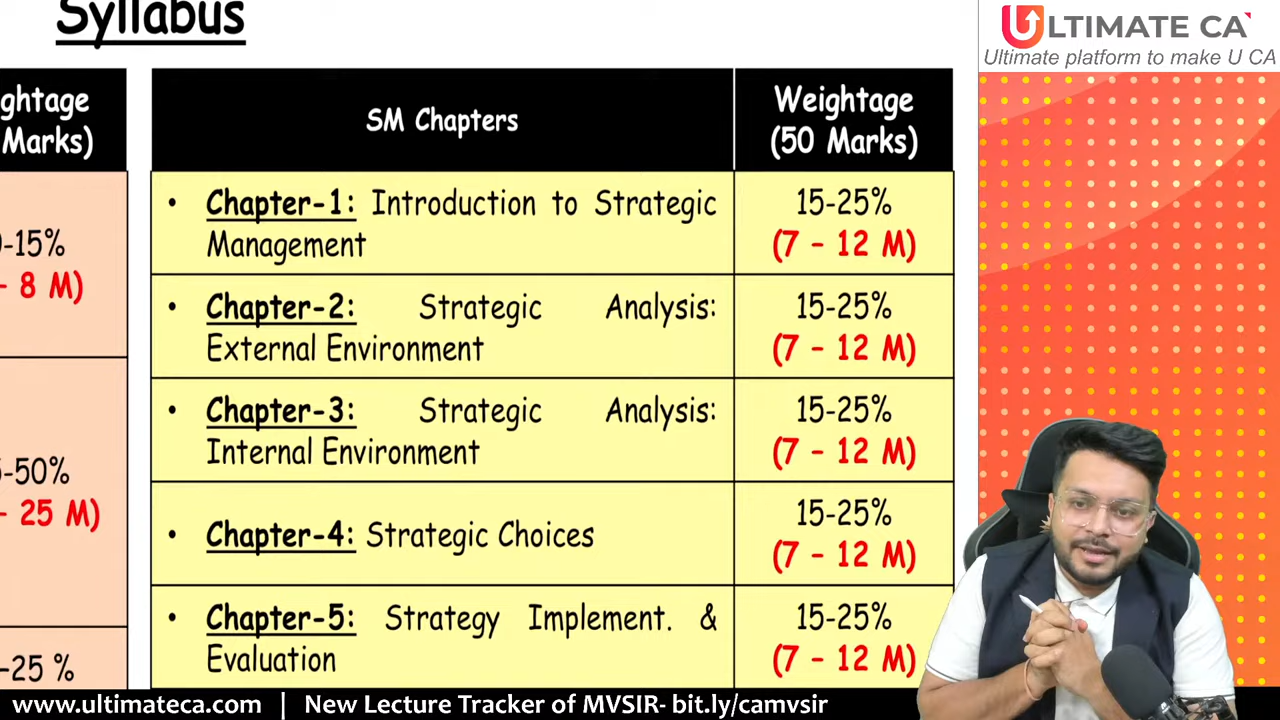 Syllabus
ULTIMATE CA
Ultimate platform to make U CA
ghtage
Marks)
-15%
- 8 M)
-50%
- 25 M)
-25 %
SM Chapters
Weightage
(50 Marks)
• Chapter-1: Introduction to Strategic
Management
15-25%
(7 – 12 M)
• Chapter-2: Strategic Analysis:
External Environment
15-25%
(7 – 12 M)
• Chapter-3: Strategic Analysis:
Internal Environment
15-25%
(7 – 12 M)
• Chapter-4: Strategic Choices
15-25%
(7 – 12 M)
• Chapter-5: Strategy Implement. &
Evaluation
15-25%
(7 – 12 M)
www.ultimateca.com | New Lecture Tracker of MVSIR- bit.ly/camvsir